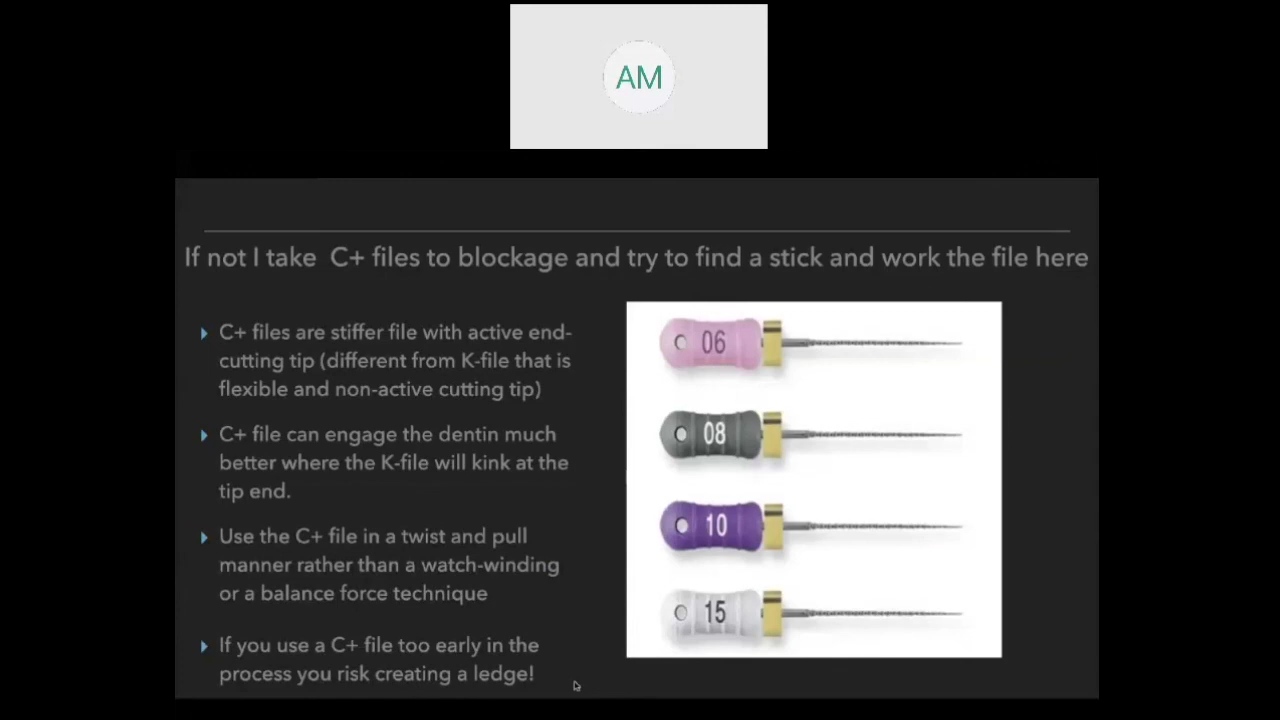 AM
If not I take C+ files to blockage and try to find a stick and work the file here
C+ files are stiffer file with active end-
cutting tip (different from K-file that is
flexible and non-active cutting tip)
C+ file can engage the dentin much
better where the K-file will kink at the
tip end.
Use the C+ file in a twist and pull
manner rather than a watch-winding
or a balance force technique
If you use a C+ file too early in the
process you risk creating a ledge!
06
08
10
15